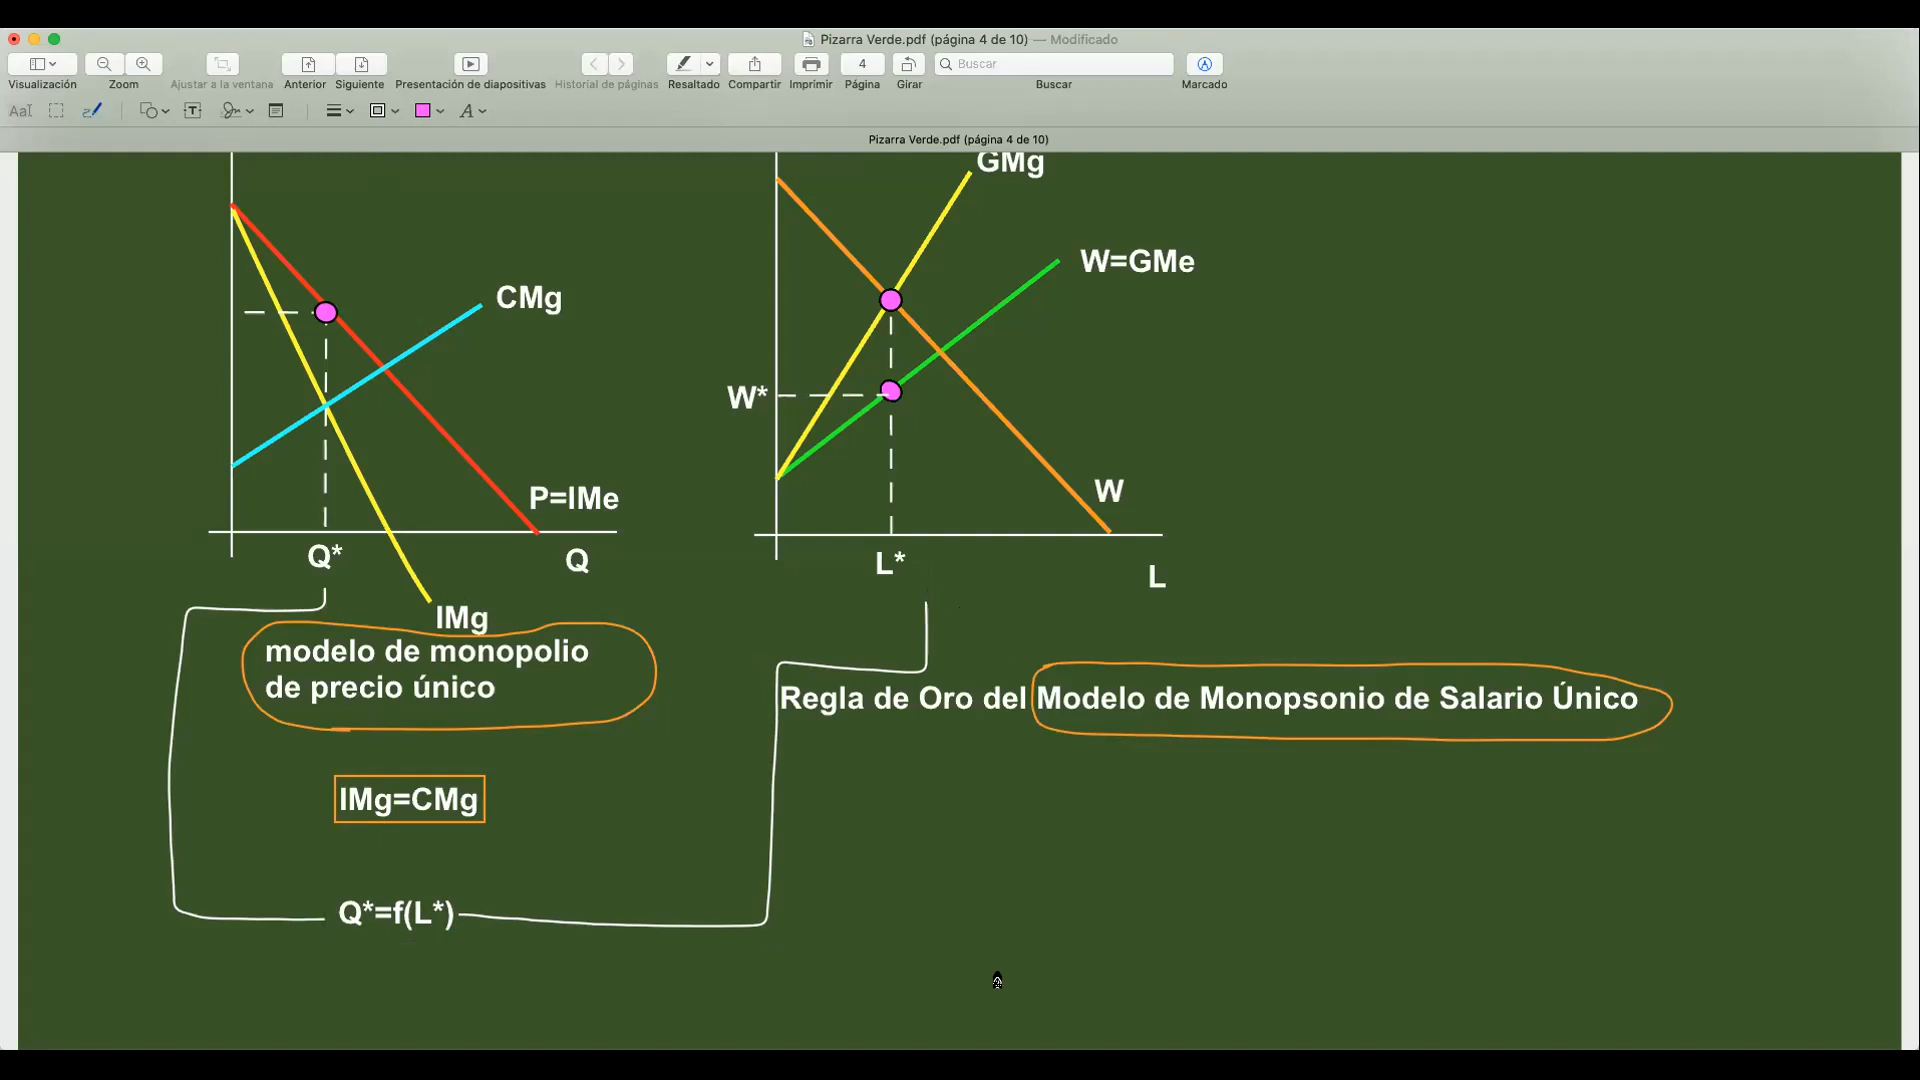 Pizarra Verde.pdf (página 4 de 10) — Modificado
Visualización
Zoom
Ajustar a la ventana
Anterior
Siguiente
Presentación de diapositivas
Historial de páginas
Resaltado
Compartir
Imprimir
4
Página
Girar
Buscar
Buscar
Marcado
AaI
T
A
Pizarra Verde.pdf (página 4 de 10)
GMg
W=GMe
CMg
W*
W
P=IMe
Q*
Q
L*
L
IMg
modelo de monopolio
de precio único
Regla de Oro del Modelo de Monopsonio de Salario Único
IMg=CMg
Q*=f(L*)